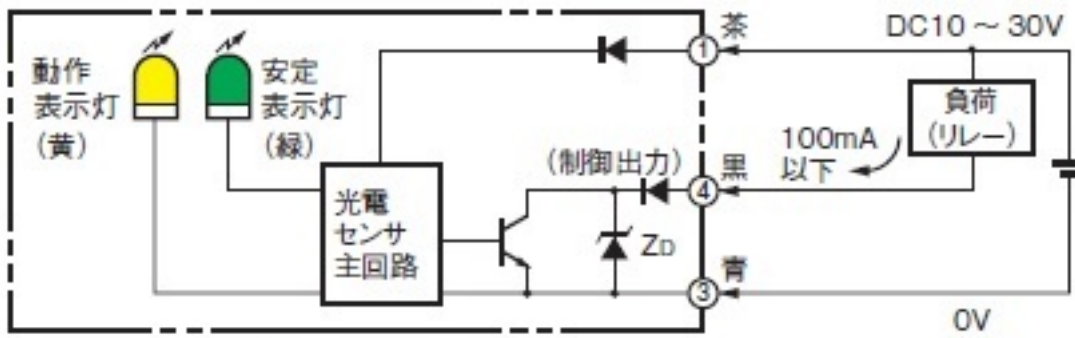 動作
表示灯
(黄)
安定
表示灯
(緑)
光電
センサ
主回路
(制御出力)
ZD
① 茶
④ 黒
③ 青
DC10 ~ 30V
負荷
(リレー)
100mA
以下
0V